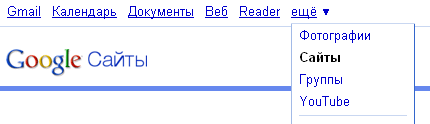 Gmail Календарь Документы Веб Reader ещё ▼
Фотографии
Google Сайты
Сайты
Группы
YouTube